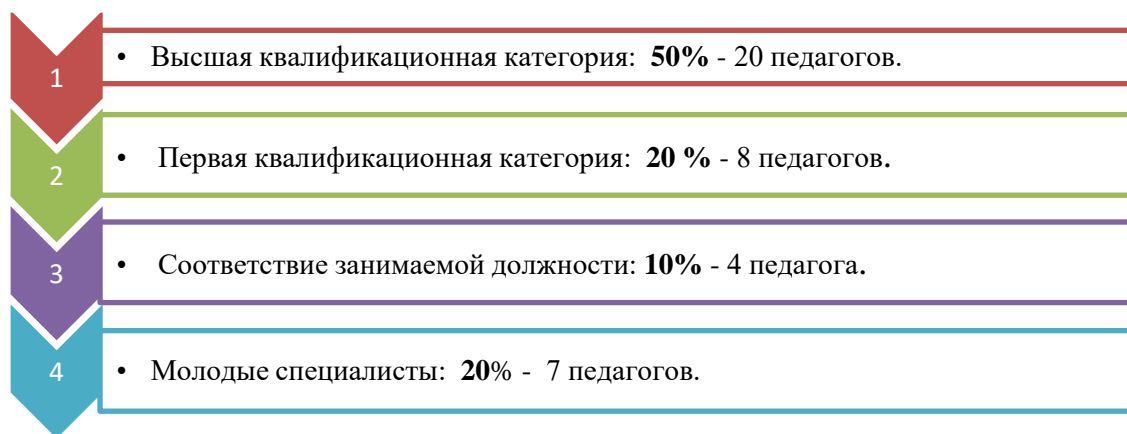 1
• Высшая квалификационная категория: 50% - 20 педагогов.
2
• Первая квалификационная категория: 20 % - 8 педагогов.
3
• Соответствие занимаемой должности: 10% - 4 педагога.
4
• Молодые специалисты: 20% - 7 педагогов.